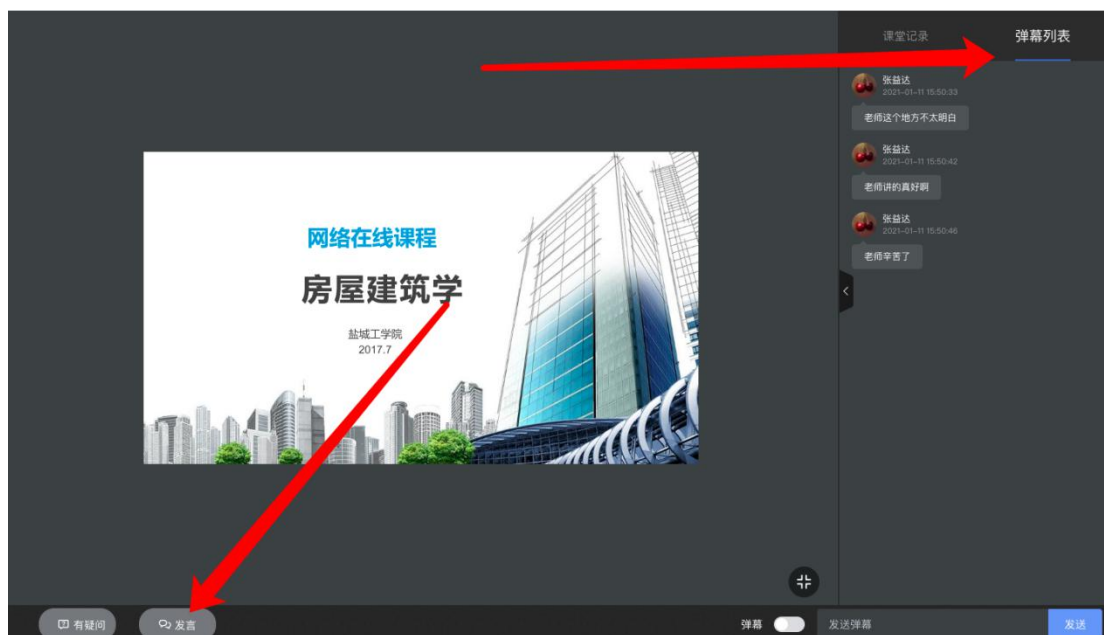 课堂记录
弹幕列表
张益达
2021-01-11 15:50:33
老师这个地方不太明白
张益达
2021-01-11 15:50:42
老师讲的真好啊
张益达
2021-01-11 15:50:46
老师辛苦了
网络在线课程
房屋建筑学
盐城工学院
2017.7
有疑问
发言
弹幕
发送弹幕
发送